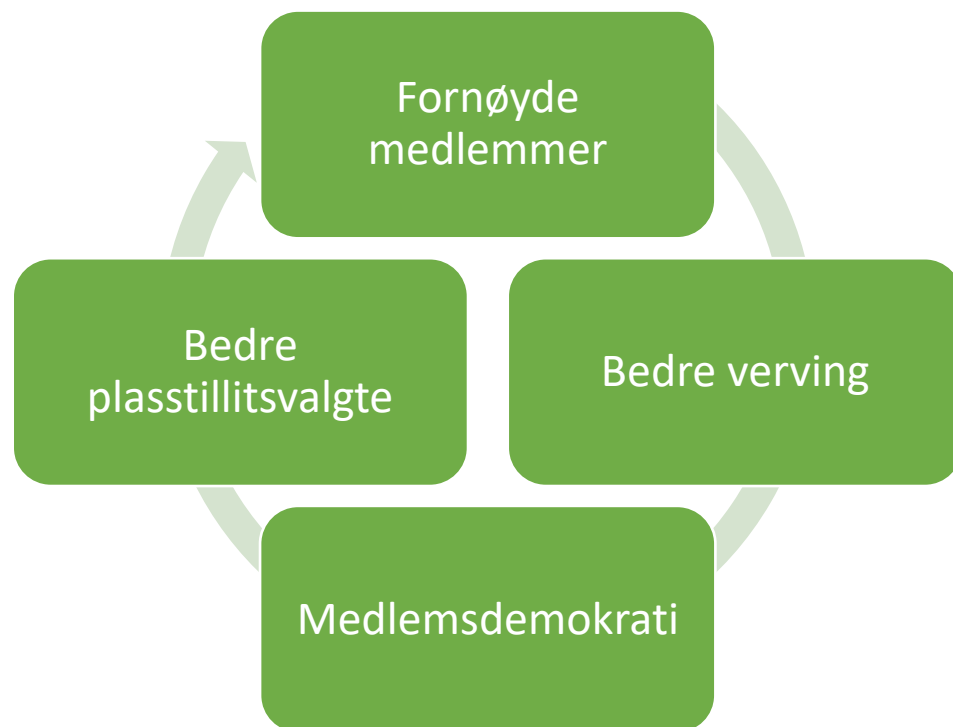 Fornøyde
medlemmer
Bedre
plasstillitsvalgte
Bedre verving
Medlemsdemokrati